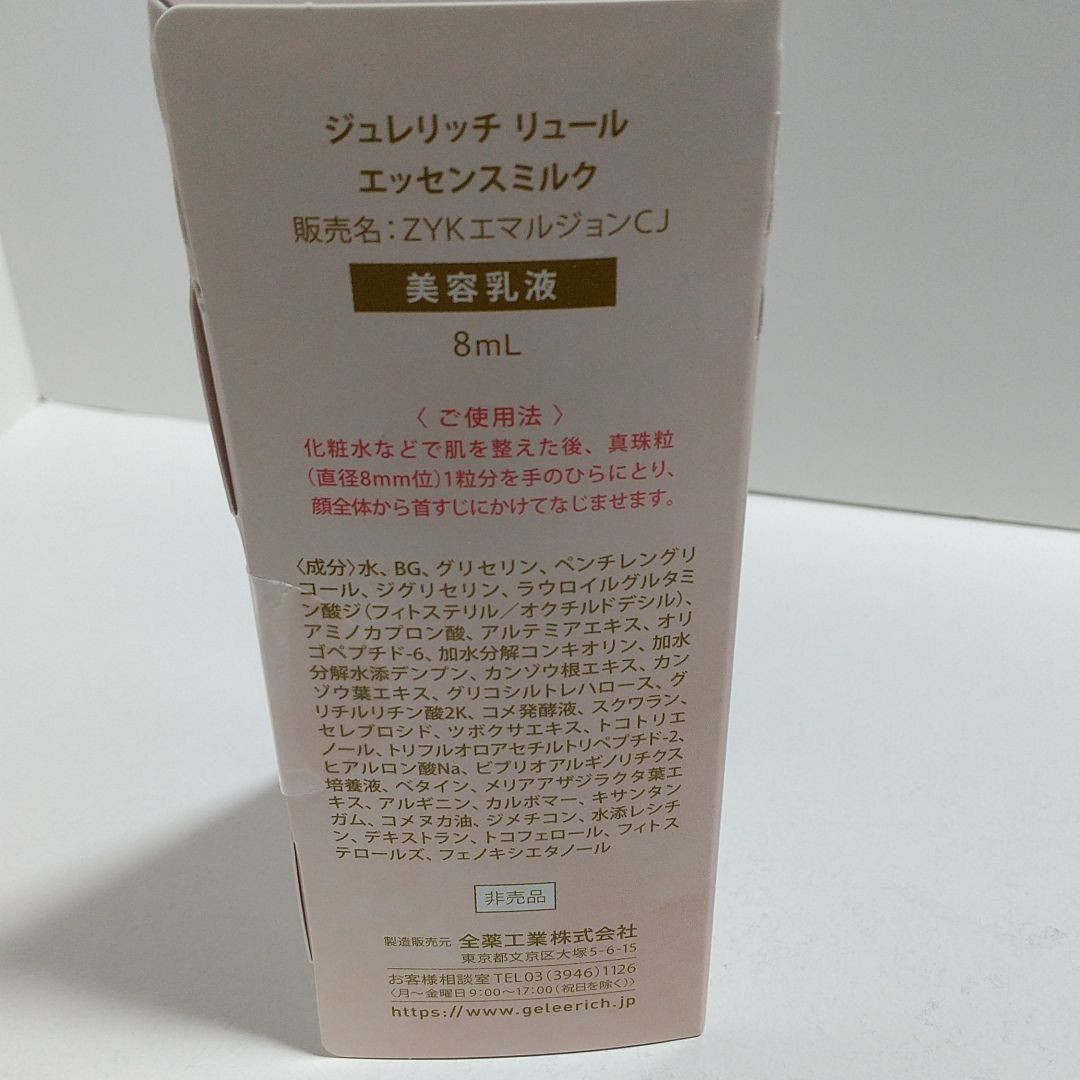 ジュレリッチ リュール
エッセンスミルク
販売名：ZYKエマルジョンCJ
美容乳液
8mL
〈 ご使用法 〉
化粧水などで肌を整えた後、真珠粒
（直径8mm位）1粒分を手のひらにとり、
顔全体から首すじにかけてなじませます。
〈成分〉水、BG、グリセリン、ペンチレングリ
コール、ジグリセリン、ラウロイルグルタミ
ン酸ジ（フィトステリル／オクチルドデシル）、
アミノカプロン酸、アルテミアエキス、オリ
ゴペプチド-6、加水分解コンキオリン、加水
分解水添デンプン、カンゾウ根エキス、カン
ゾウ葉エキス、グリコシルトレハロース、グ
リチルリチン酸2K、コメ発酵液、スクワラン、
セレブロシド、ツボクサエキス、トコトリエ
ノール、トリフルオロアセチルトリペプチド-2、
ヒアルロン酸Na、ビブリオアルギノリチクス
培養液、ベタイン、メリアアザジラクタ葉エ
キス、アルギニン、カルボマー、キサンタン
ガム、コメヌカ油、ジメチコン、水添レシチ
ン、デキストラン、トコフェロール、フィトス
テロールズ、フェノキシエタノール
非売品
製造販売元 全薬工業株式会社
東京都文京区大塚5-6-15
お客様相談室 TEL 03（3946）1126
〈月～金曜日 9：00～17：00（祝日を除く）〉
https://www.geleerich.jp